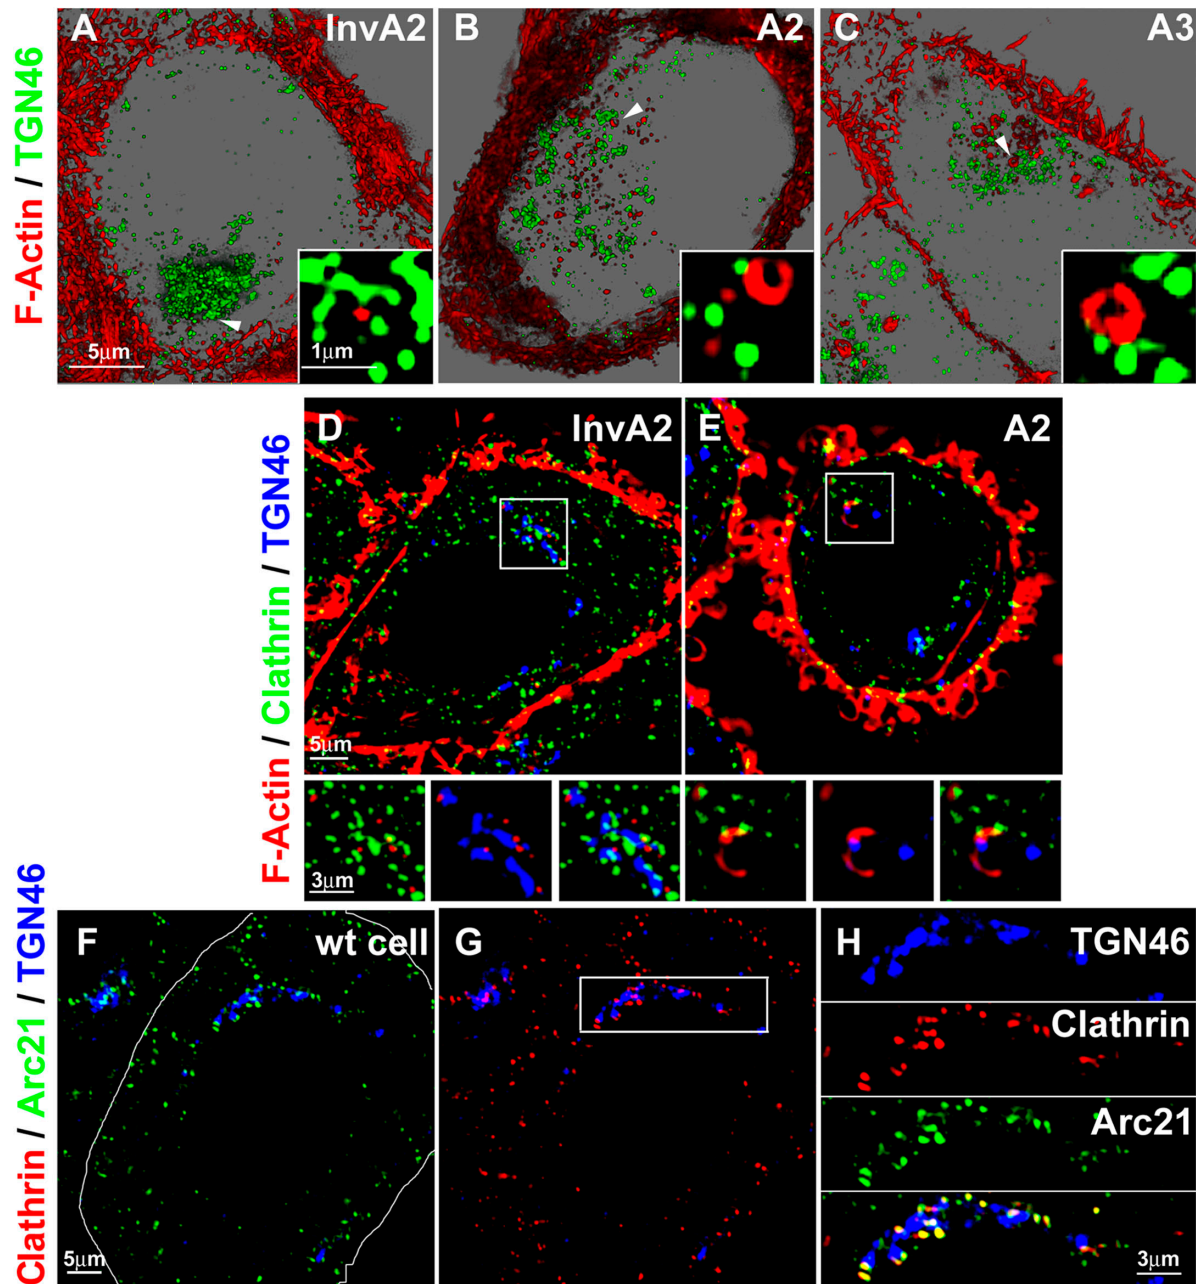 F-Actin / TGN46
A InvA2
5μm
1μm
B A2
C A3
F-Actin / Clathrin / TGN46
D InvA2
5μm
E A2
3μm
Clathrin / Arc21 / TGN46
F wt cell
5μm
G
H TGN46
Clathrin
Arc21
3μm